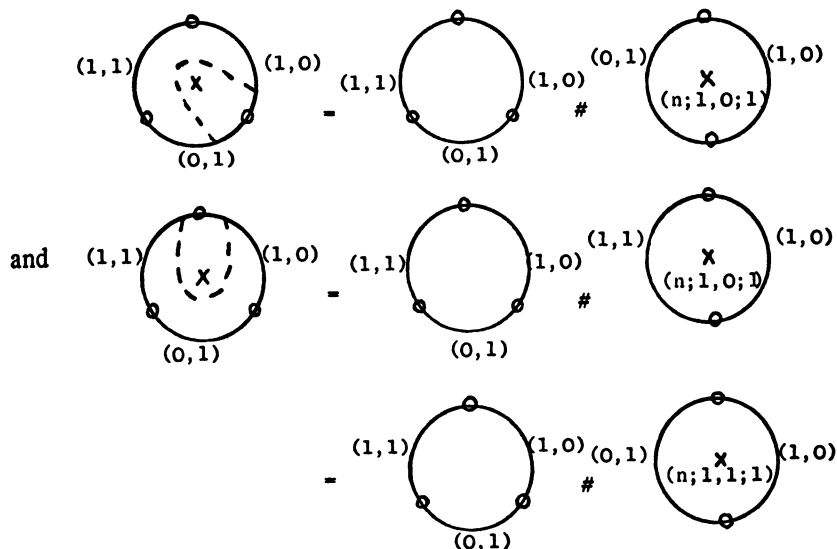 (1,1) (1,0) = (1,1) (1,0) # (0,1) (1,0)
(n;1,0;1)
(0,1) (0,1)
and (1,1) (1,0) = (1,1) (1,0) # (1,1) (1,0)
(n;1,0;1)
(0,1) (0,1)
= (1,1) (1,0) # (0,1) (1,0)
(n;1,1;1)
(0,1)